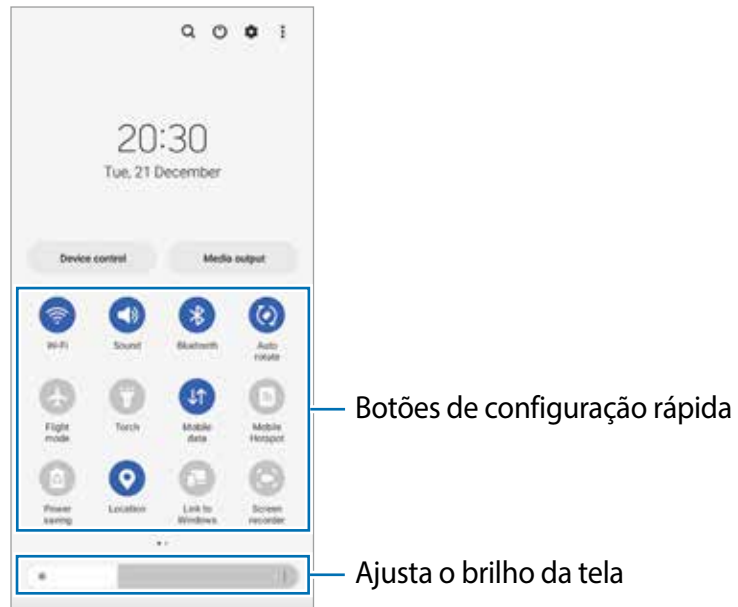 20:30
Tue, 21 December
Device control Media output
Wi-Fi Sound Bluetooth Auto
rotate
Flight Torch Mobile Mobile
mode data Hotspot
Botões de configuração rápida
Power Location Link to Screen
saving Windows recorder
Ajusta o brilho da tela